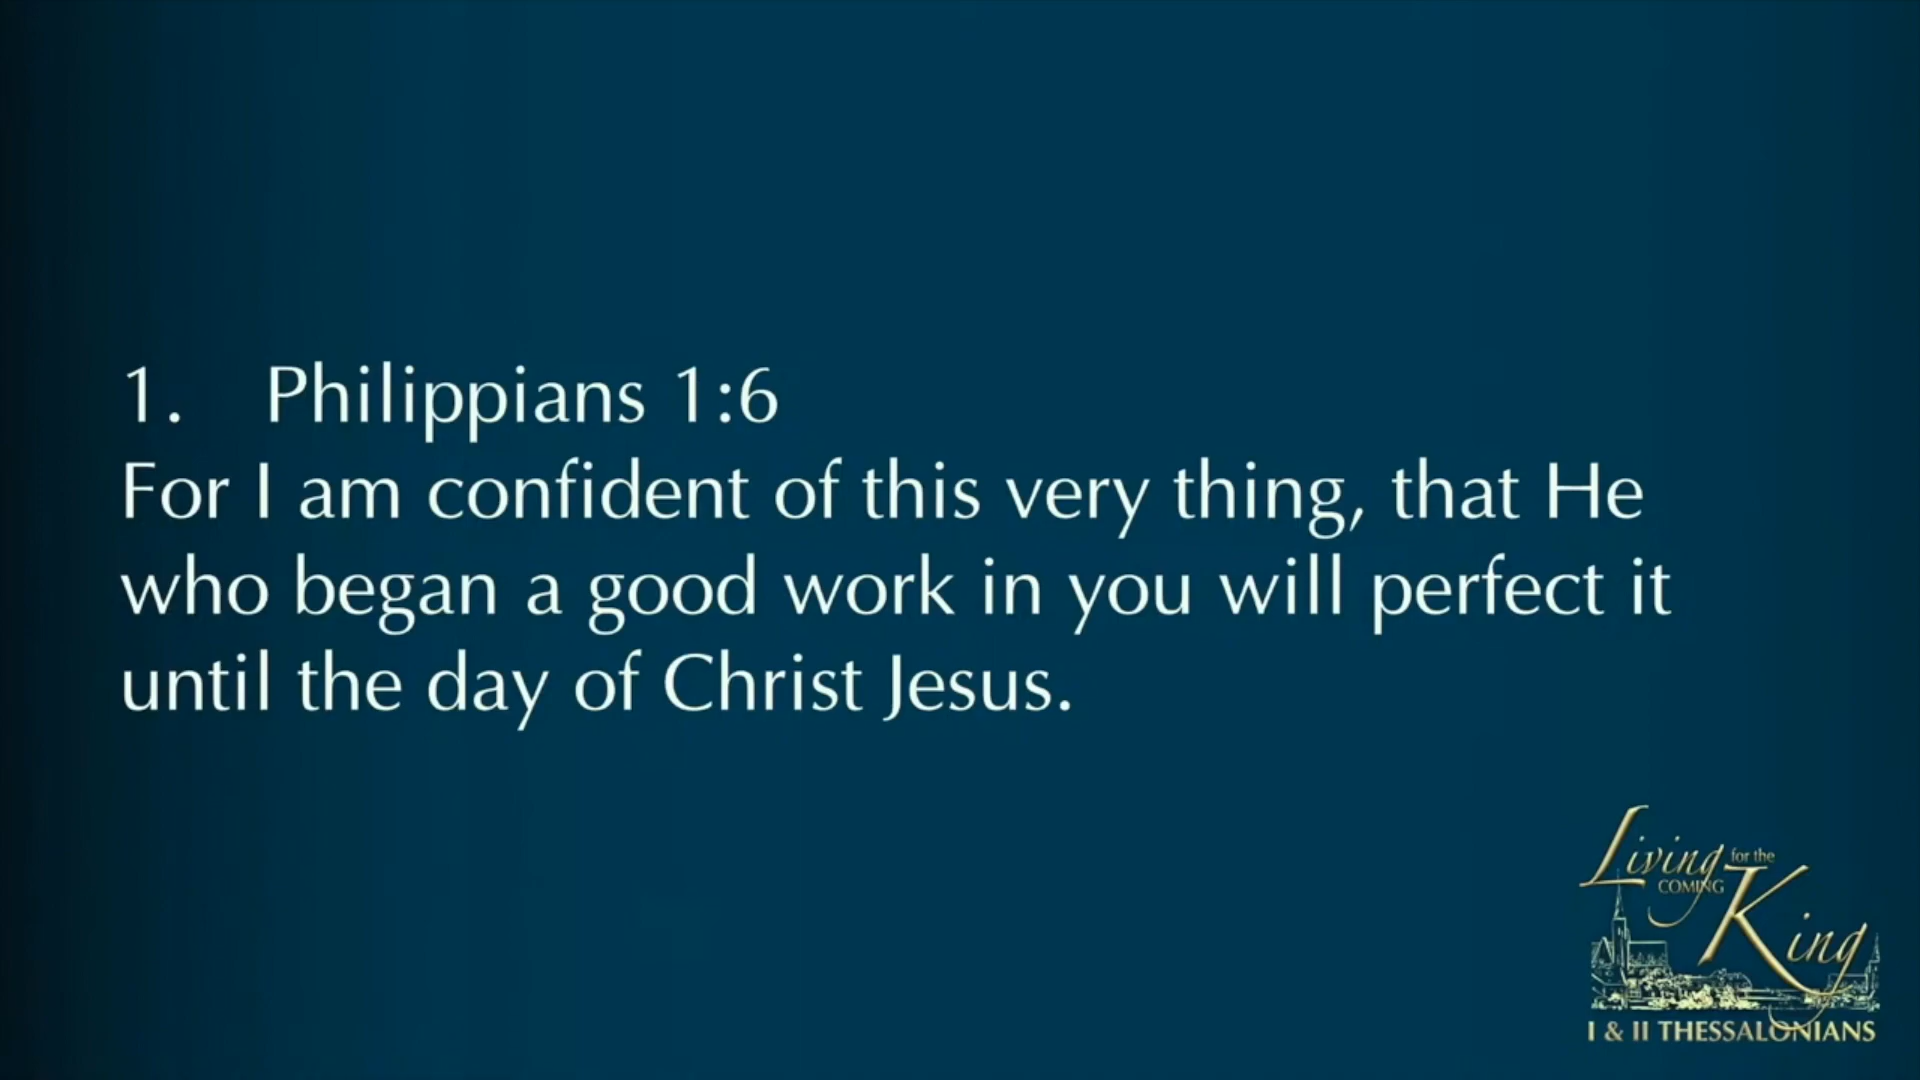 1. Philippians 1:6
For I am confident of this very thing, that He
who began a good work in you will perfect it
until the day of Christ Jesus.
Living for the
COMING
King
I & II THESSALONIANS